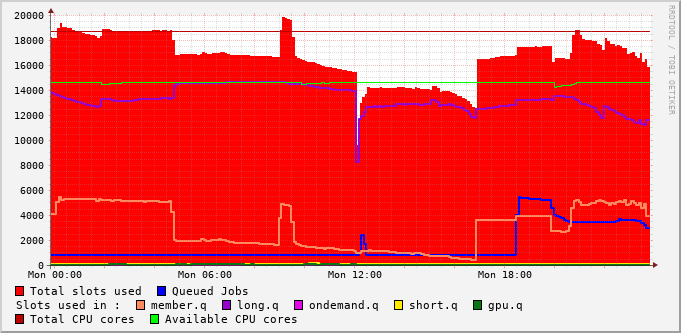 20000
18000
16000
14000
12000
10000
8000
6000
4000
2000
0
Mon 00:00 Mon 06:00 Mon 12:00 Mon 18:00
RRDTOOL / TOBI OETIKER
Total slots used Queued Jobs
Slots used in : member.q long.q ondemand.q short.q gpu.q
Total CPU cores Available CPU cores